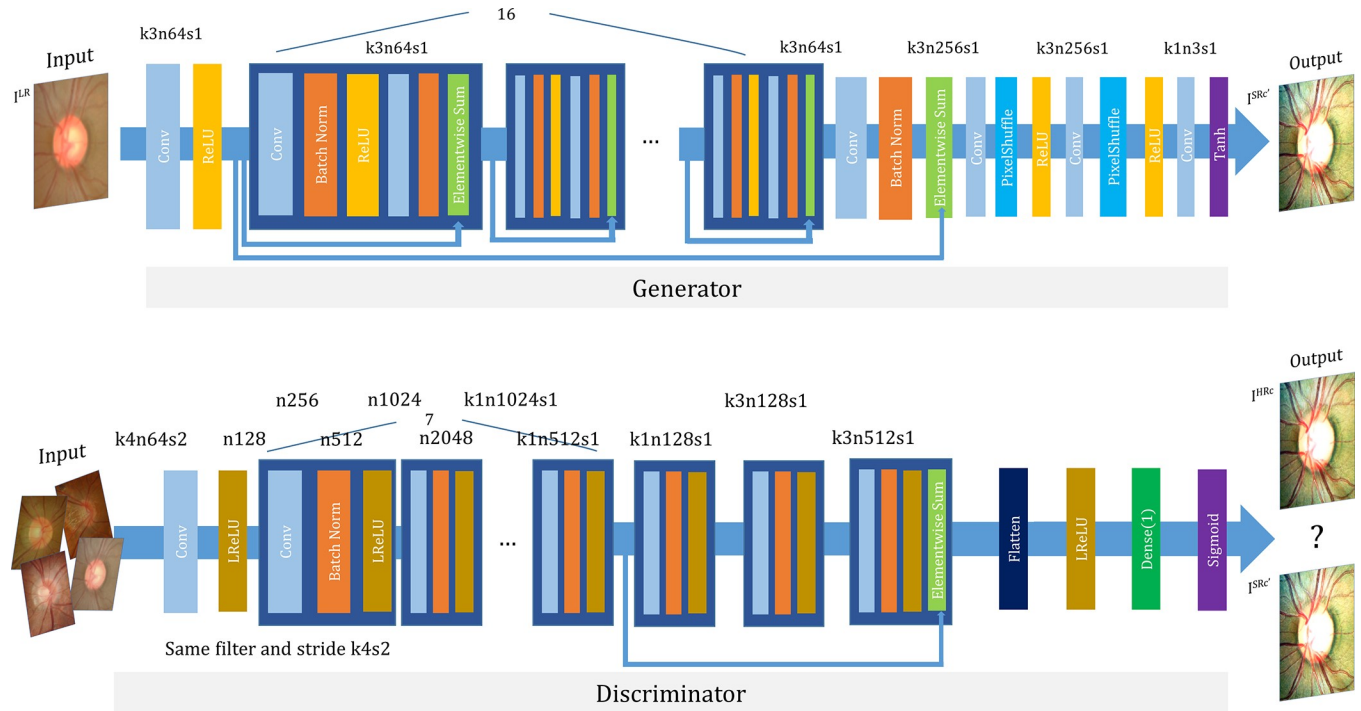 16
k3n64s1
k3n64s1
k3n64s1
k3n256s1
k3n256s1
k1n3s1
Input
Output
I^LR
I^SRc'
Conv
ReLU
Conv
Batch Norm
ReLU
Elementwise Sum
...
Conv
Batch Norm
Elementwise Sum
Conv
PixelShuffle
ReLU
Conv
PixelShuffle
ReLU
Conv
Tanh
Generator
n256
n1024
k1n1024s1
k3n128s1
7
k4n64s2
n128
n512
n2048
k1n512s1
k1n128s1
k3n512s1
Input
Output
I^HRc
Conv
LReLU
Conv
Batch Norm
LReLU
...
Elementwise Sum
Flatten
LReLU
Dense(1)
Sigmoid
?
I^SRc'
Same filter and stride k4s2
Discriminator